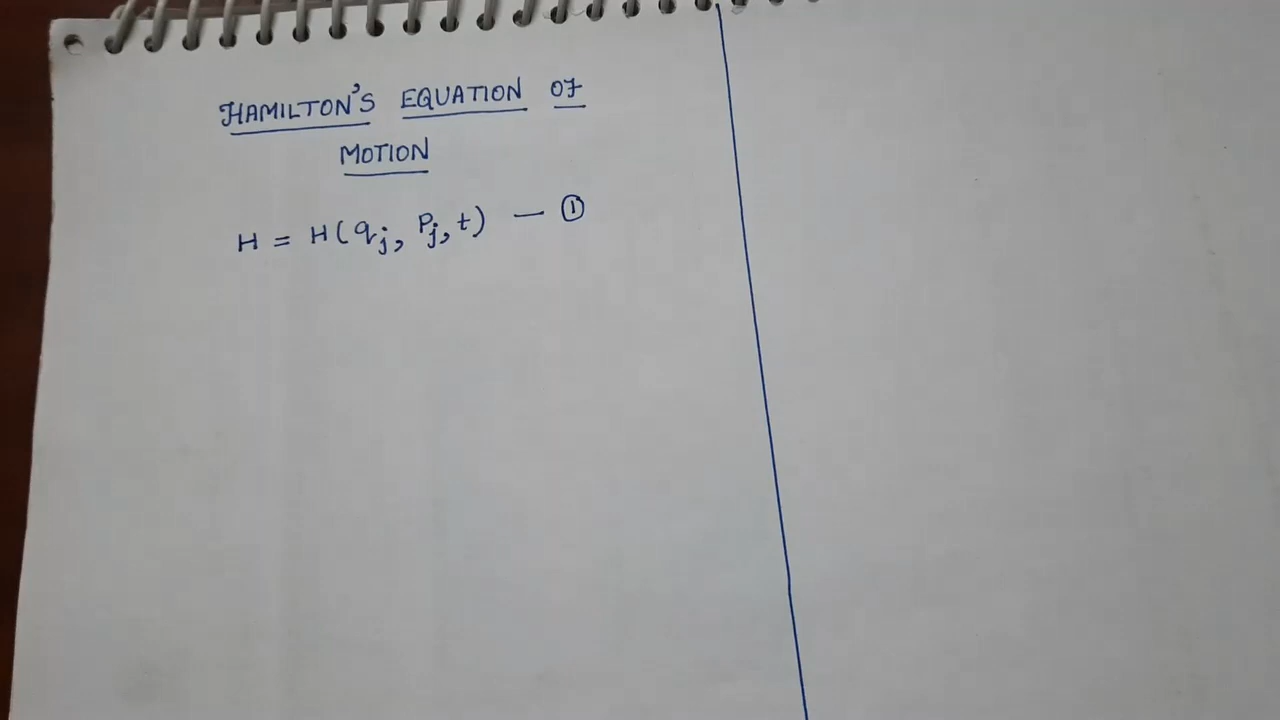 HAMILTON'S EQUATION OF
MOTION
H = H(qj, Pj, t) — ①